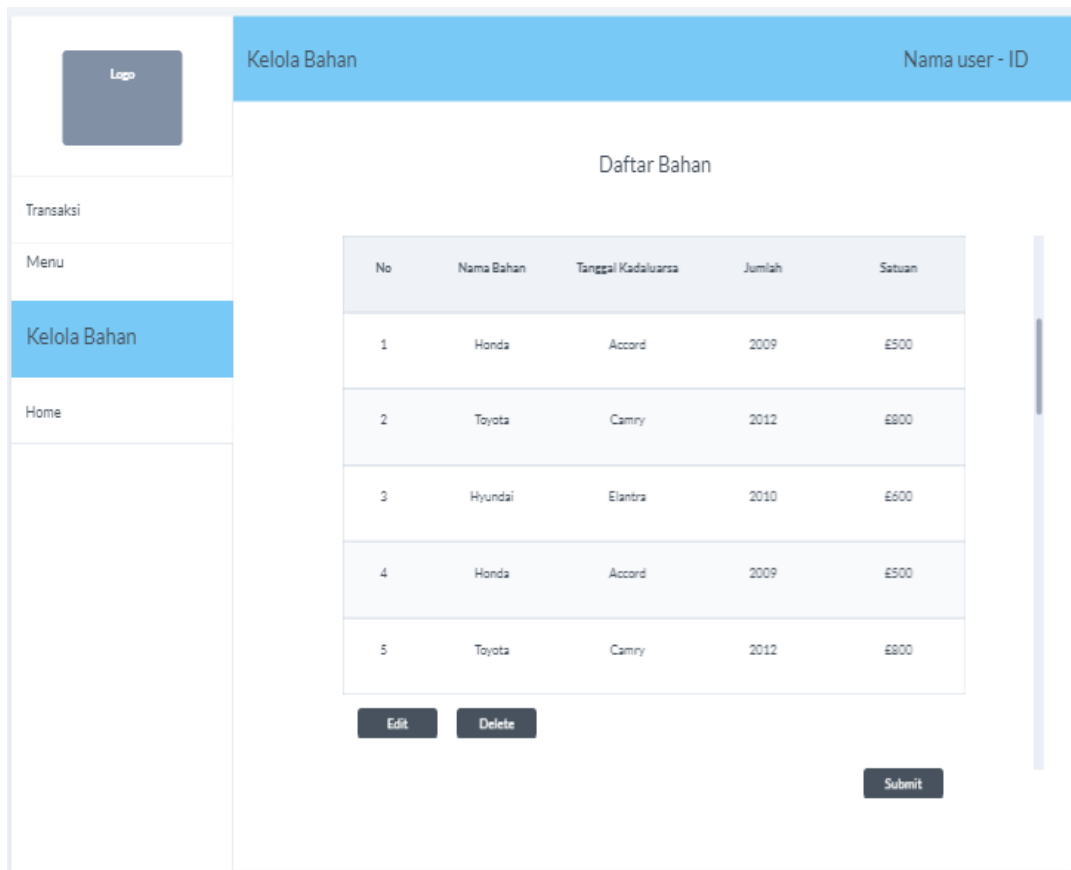 Logo
Kelola Bahan Nama user - ID
Daftar Bahan
Transaksi
Menu
Kelola Bahan
Home
No Nama Bahan Tanggal Kadaluarsa Jumlah Satuan
1 Honda Accord 2009 £500
2 Toyota Camry 2012 £800
3 Hyundai Elantra 2010 £600
4 Honda Accord 2009 £500
5 Toyota Camry 2012 £800
Edit Delete
Submit